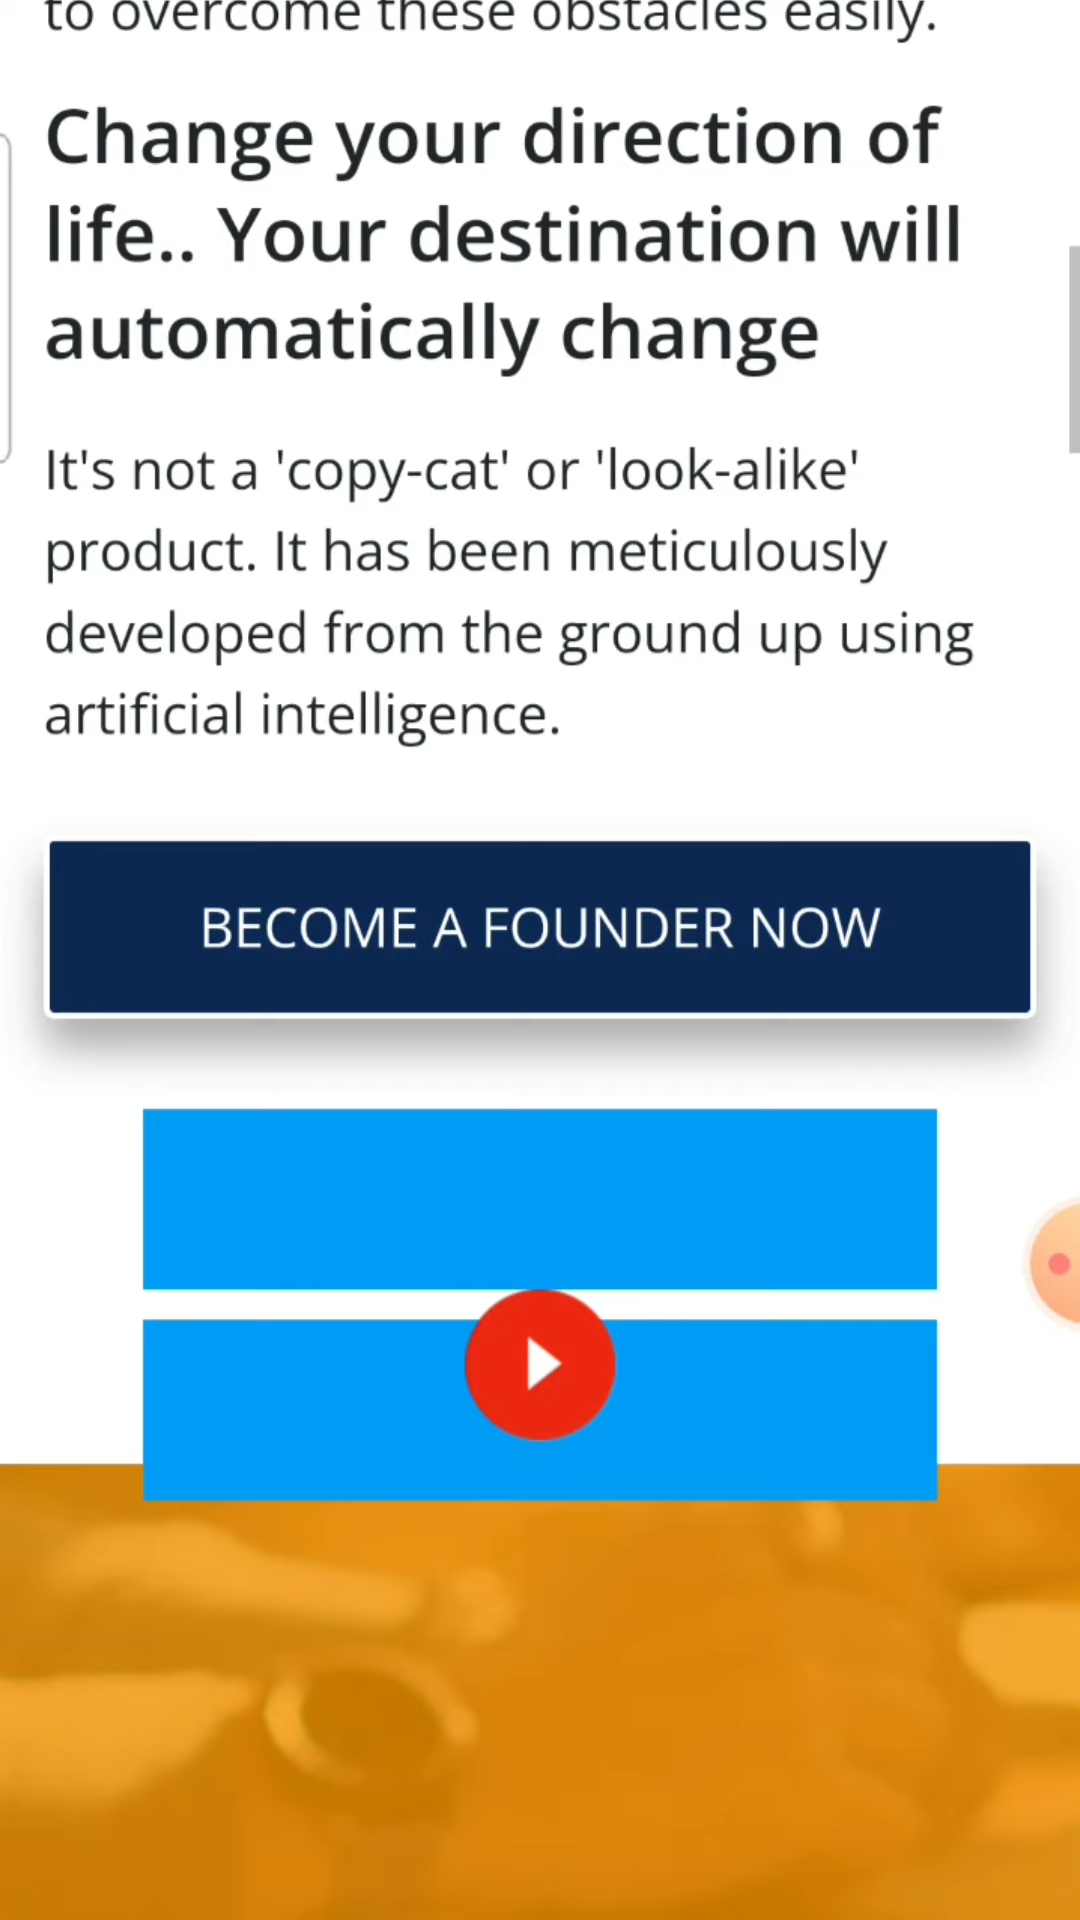 to overcome these obstacles easily.
Change your direction of
life.. Your destination will
automatically change
It's not a 'copy-cat' or 'look-alike'
product. It has been meticulously
developed from the ground up using
artificial intelligence.
BECOME A FOUNDER NOW